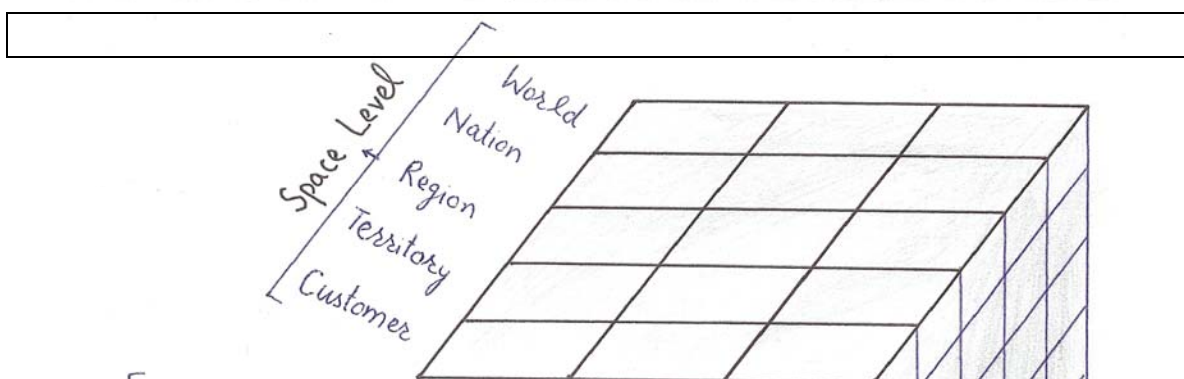 Space Level
World
Nation
Region
Territory
Customer